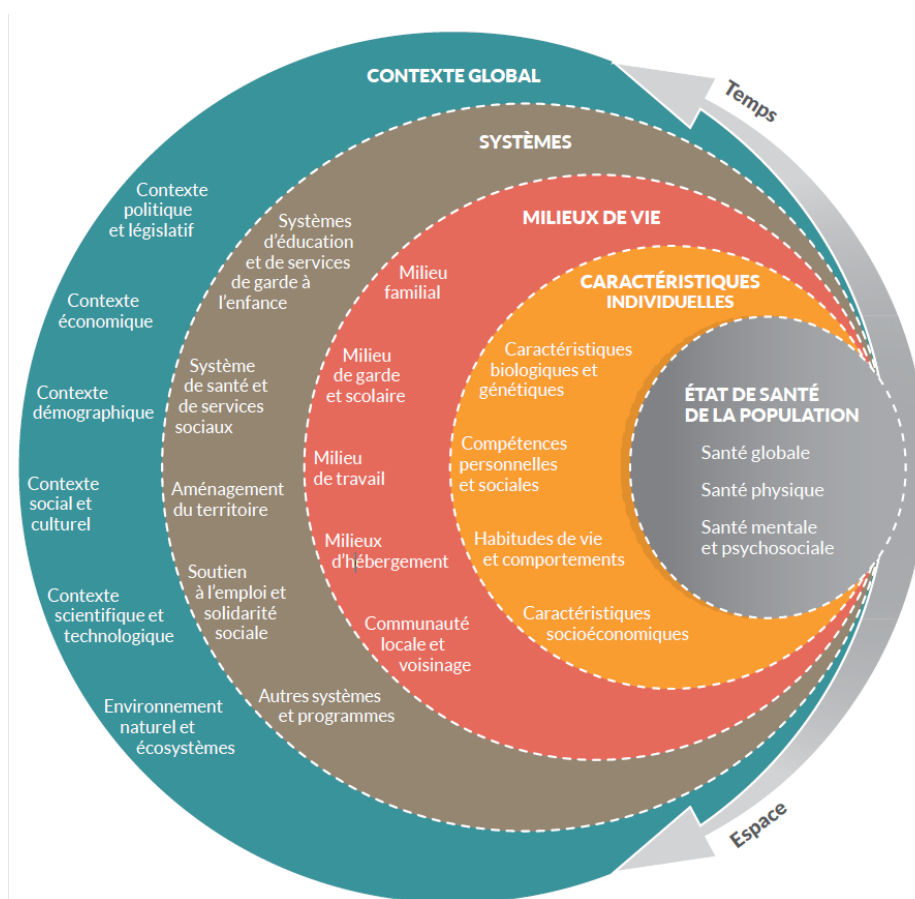 CONTEXTE GLOBAL
Temps
SYSTÈMES
MILIEUX DE VIE
CARACTÉRISTIQUES
INDIVIDUELLES
ÉTAT DE SANTÉ
DE LA POPULATION
Santé globale
Santé physique
Santé mentale
et psychosociale
Contexte
politique
et législatif
Contexte
économique
Contexte
démographique
Contexte
social et
culturel
Contexte
scientifique et
technologique
Environnement
naturel et
écosystèmes
Systèmes
d'éducation
et de services
de garde à
l'enfance
Système
de santé et
de services
sociaux
Aménagement
du territoire
Soutien
à l'emploi et
solidarité
sociale
Autres systèmes
et programmes
Milieu
familial
Milieu
de garde
et scolaire
Milieu
de travail
Milieux
d'hébergement
Communauté
locale et
voisinage
Caractéristiques
biologiques et
génétiques
Compétences
personnelles
et sociales
Habitudes de vie
et comportements
Caractéristiques
socioéconomiques
Espace